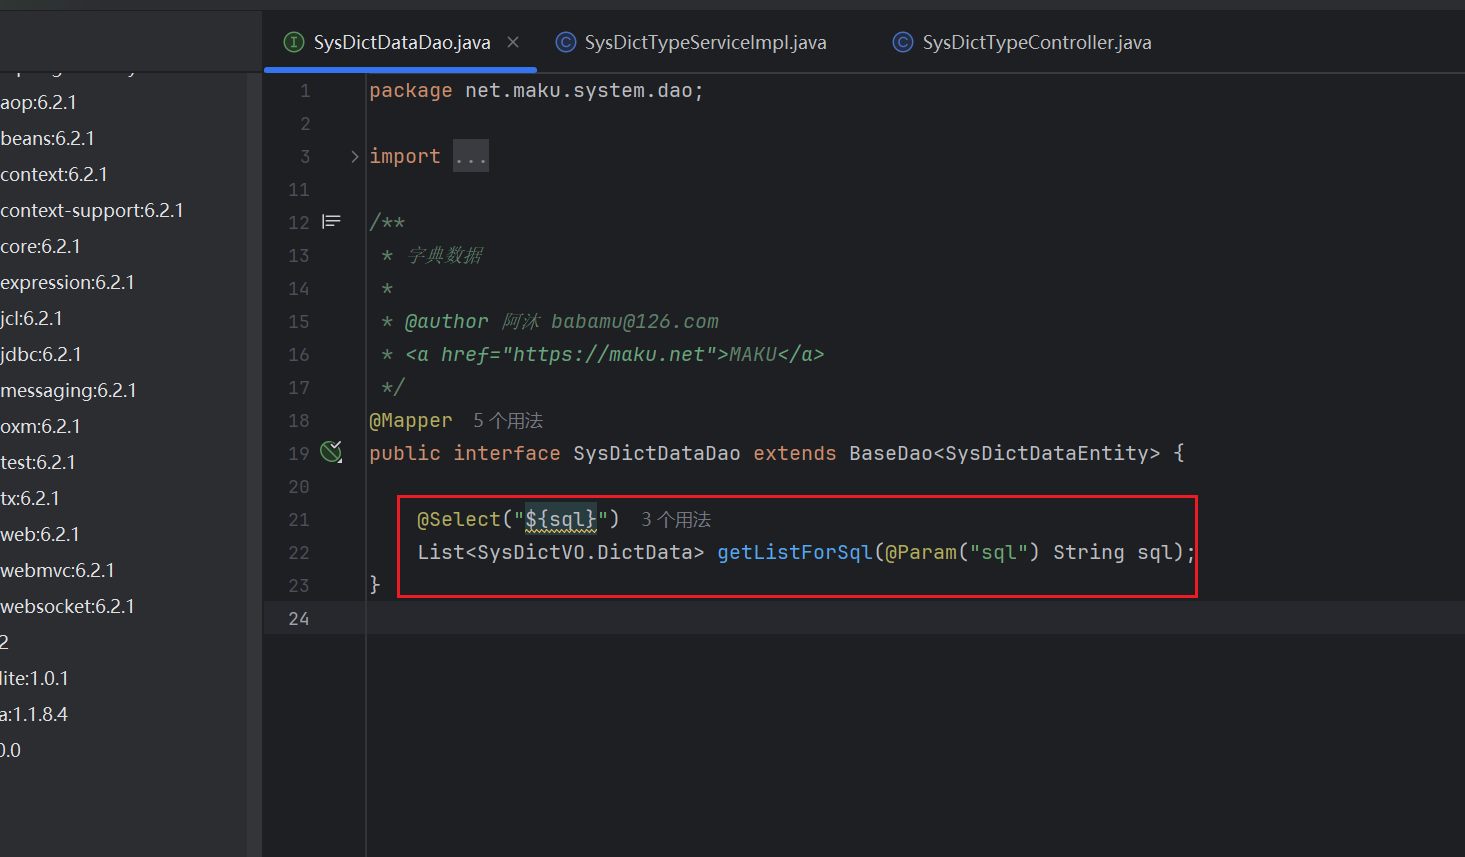 SysDictDataDao.java
SysDictTypeServiceImpl.java
SysDictTypeController.java
aop:6.2.1
beans:6.2.1
context:6.2.1
context-support:6.2.1
core:6.2.1
expression:6.2.1
jcl:6.2.1
jdbc:6.2.1
messaging:6.2.1
oxm:6.2.1
test:6.2.1
tx:6.2.1
web:6.2.1
webmvc:6.2.1
websocket:6.2.1
2
lite:1.0.1
a:1.1.8.4
0.0
1 package net.maku.system.dao;
2
3 import ...
11
12 /**
13 * 字典数据
14 *
15 * @author 阿沐 babamu@126.com
16 * <a href="https://maku.net">MAKU</a>
17 */
18 @Mapper 5 个用法
19 public interface SysDictDataDao extends BaseDao<SysDictDataEntity> {
20
21 @Select("${sql}") 3 个用法
22 List<SysDictVO.DictData> getListForSql(@Param("sql") String sql);
23 }
24